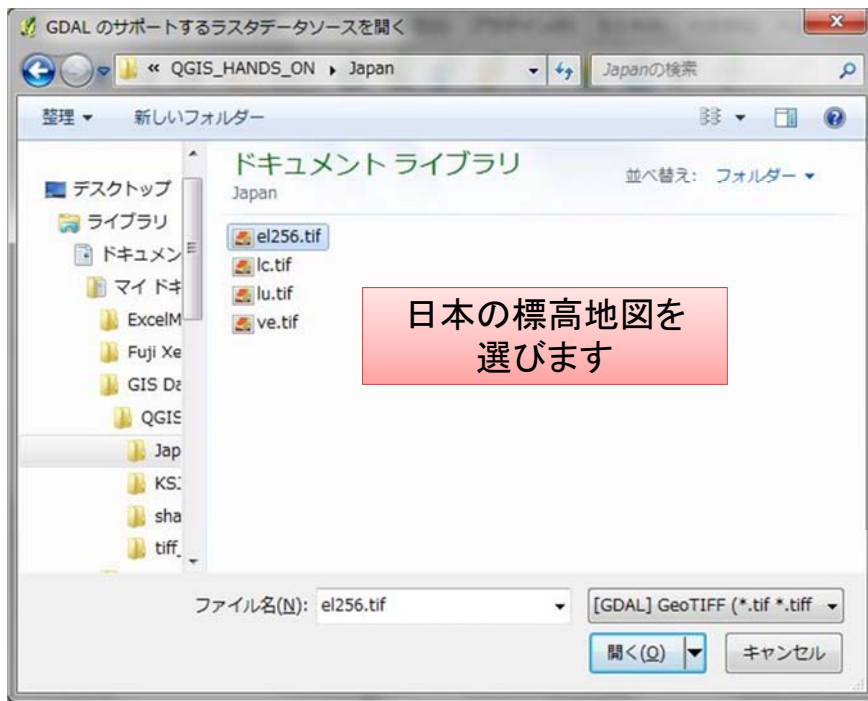 GDAL のサポートするラスタデータソースを開く
« QGIS_HANDS_ON Japan
Japanの検索
整理
新しいフォルダー
ドキュメント ライブラリ
Japan
並べ替え: フォルダー
デスクトップ
ライブラリ
ドキュメン
マイ ドキ
ExcelM
Fuji Xe
GIS Da
QGIS
Jap
KSJ
sha
tiff_
el256.tif
lc.tif
lu.tif
ve.tif
日本の標高地図を
選びます
ファイル名(N): el256.tif
[GDAL] GeoTIFF (*.tif *.tiff
開く(O)
キャンセル